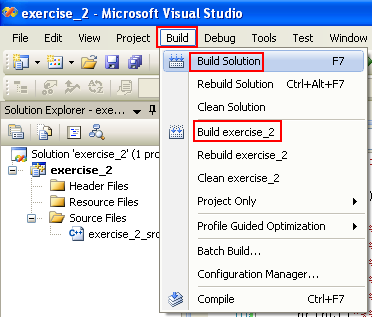 exercise_2 - Microsoft Visual Studio
File Edit View Project Build Debug Tools Test Window
Build Solution F7
Rebuild Solution Ctrl+Alt+F7
Clean Solution
Build exercise_2
Rebuild exercise_2
Clean exercise_2
Project Only
Profile Guided Optimization
Batch Build...
Configuration Manager...
Compile Ctrl+F7
Solution Explorer - exe...
Solution 'exercise_2' (1 pro
exercise_2
Header Files
Resource Files
Source Files
exercise_2_src